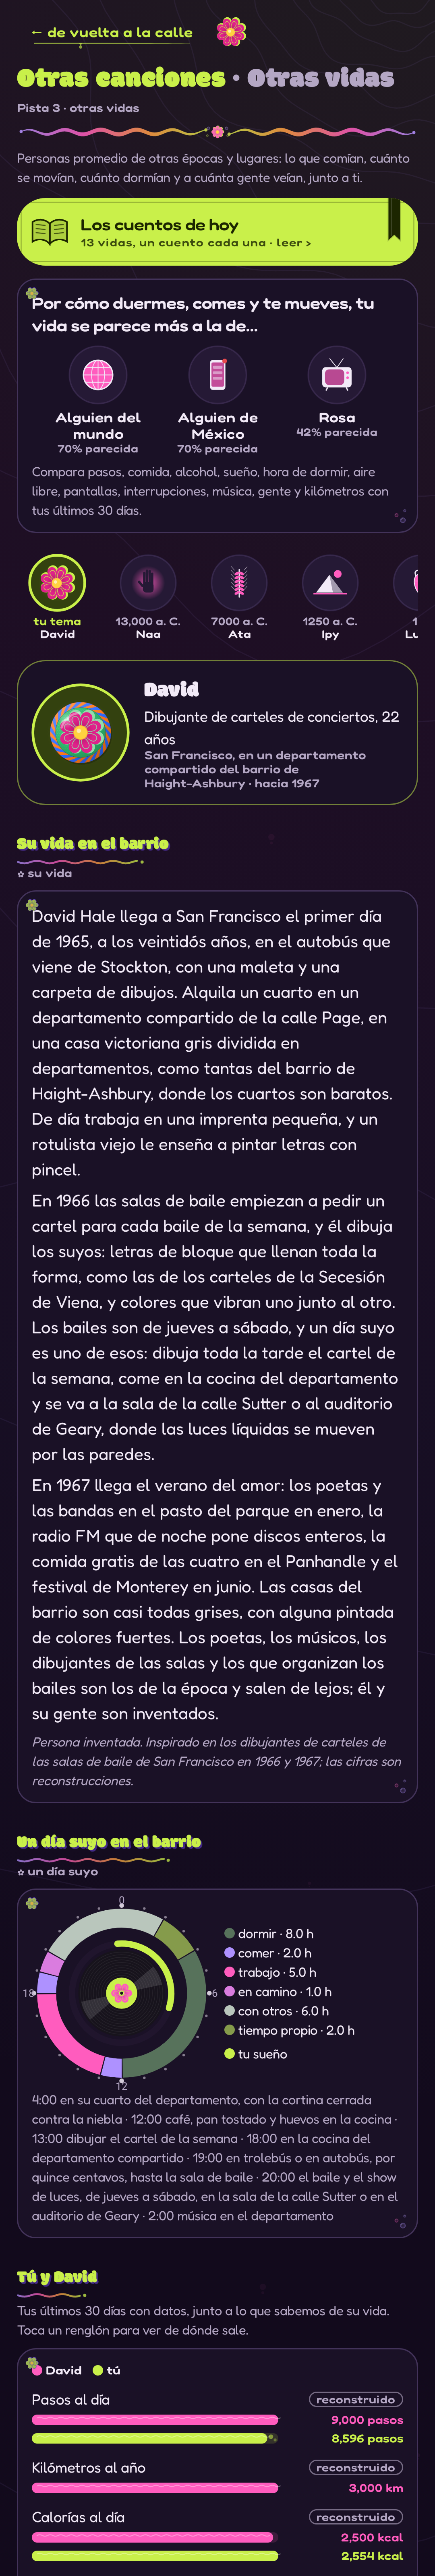 ← de vuelta a la calle
Otras canciones · Otras vidas
Pista 3 · otras vidas
Personas promedio de otras épocas y lugares: lo que comían, cuánto
se movían, cuánto dormían y a cuánta gente veían, junto a ti.
Los cuentos de hoy
13 vidas, un cuento cada una · leer >
Por cómo duermes, comes y te mueves, tu
vida se parece más a la de...
Alguien del
mundo
70% parecida
Alguien de
México
70% parecida
Rosa
42% parecida
Compara pasos, comida, alcohol, sueño, hora de dormir, aire
libre, pantallas, interrupciones, música, gente y kilómetros con
tus últimos 30 días.
tu tema
David
13,000 a. C.
Naa
7000 a. C.
Ata
1250 a. C.
Ipy
1
Lu
David
Dibujante de carteles de conciertos, 22
años
San Francisco, en un departamento
compartido del barrio de
Haight-Ashbury · hacia 1967
Su vida en el barrio
✿ su vida
David Hale llega a San Francisco el primer día
de 1965, a los veintidós años, en el autobús que
viene de Stockton, con una maleta y una
carpeta de dibujos. Alquila un cuarto en un
departamento compartido de la calle Page, en
una casa victoriana gris dividida en
departamentos, como tantas del barrio de
Haight-Ashbury, donde los cuartos son baratos.
De día trabaja en una imprenta pequeña, y un
rotulista viejo le enseña a pintar letras con
pincel.
En 1966 las salas de baile empiezan a pedir un
cartel para cada baile de la semana, y él dibuja
los suyos: letras de bloque que llenan toda la
forma, como las de los carteles de la Secesión
de Viena, y colores que vibran uno junto al otro.
Los bailes son de jueves a sábado, y un día suyo
es uno de esos: dibuja toda la tarde el cartel de
la semana, come en la cocina del departamento
y se va a la sala de la calle Sutter o al auditorio
de Geary, donde las luces líquidas se mueven
por las paredes.
En 1967 llega el verano del amor: los poetas y
las bandas en el pasto del parque en enero, la
radio FM que de noche pone discos enteros, la
comida gratis de las cuatro en el Panhandle y el
festival de Monterey en junio. Las casas del
barrio son casi todas grises, con alguna pintada
de colores fuertes. Los poetas, los músicos, los
dibujantes de las salas y los que organizan los
bailes son los de la época y salen de lejos; él y
su gente son inventados.
Persona inventada. Inspirado en los dibujantes de carteles de
las salas de baile de San Francisco en 1966 y 1967; las cifras son
reconstrucciones.
Un día suyo en el barrio
✿ un día suyo
0
6
12
18
dormir · 8.0 h
comer · 2.0 h
trabajo · 5.0 h
en camino · 1.0 h
con otros · 6.0 h
tiempo propio · 2.0 h
tu sueño
4:00 en su cuarto del departamento, con la cortina cerrada
contra la niebla · 12:00 café, pan tostado y huevos en la cocina ·
13:00 dibujar el cartel de la semana · 18:00 en la cocina del
departamento compartido · 19:00 en trolebús o en autobús, por
quince centavos, hasta la sala de baile · 20:00 el baile y el show
de luces, de jueves a sábado, en la sala de la calle Sutter o en el
auditorio de Geary · 2:00 música en el departamento
Tú y David
Tus últimos 30 días con datos, junto a lo que sabemos de su vida.
Toca un renglón para ver de dónde sale.
David tú
Pasos al día reconstruido
9,000 pasos
8,596 pasos
Kilómetros al año reconstruido
3,000 km
Calorías al día reconstruido
2,500 kcal
2,554 kcal